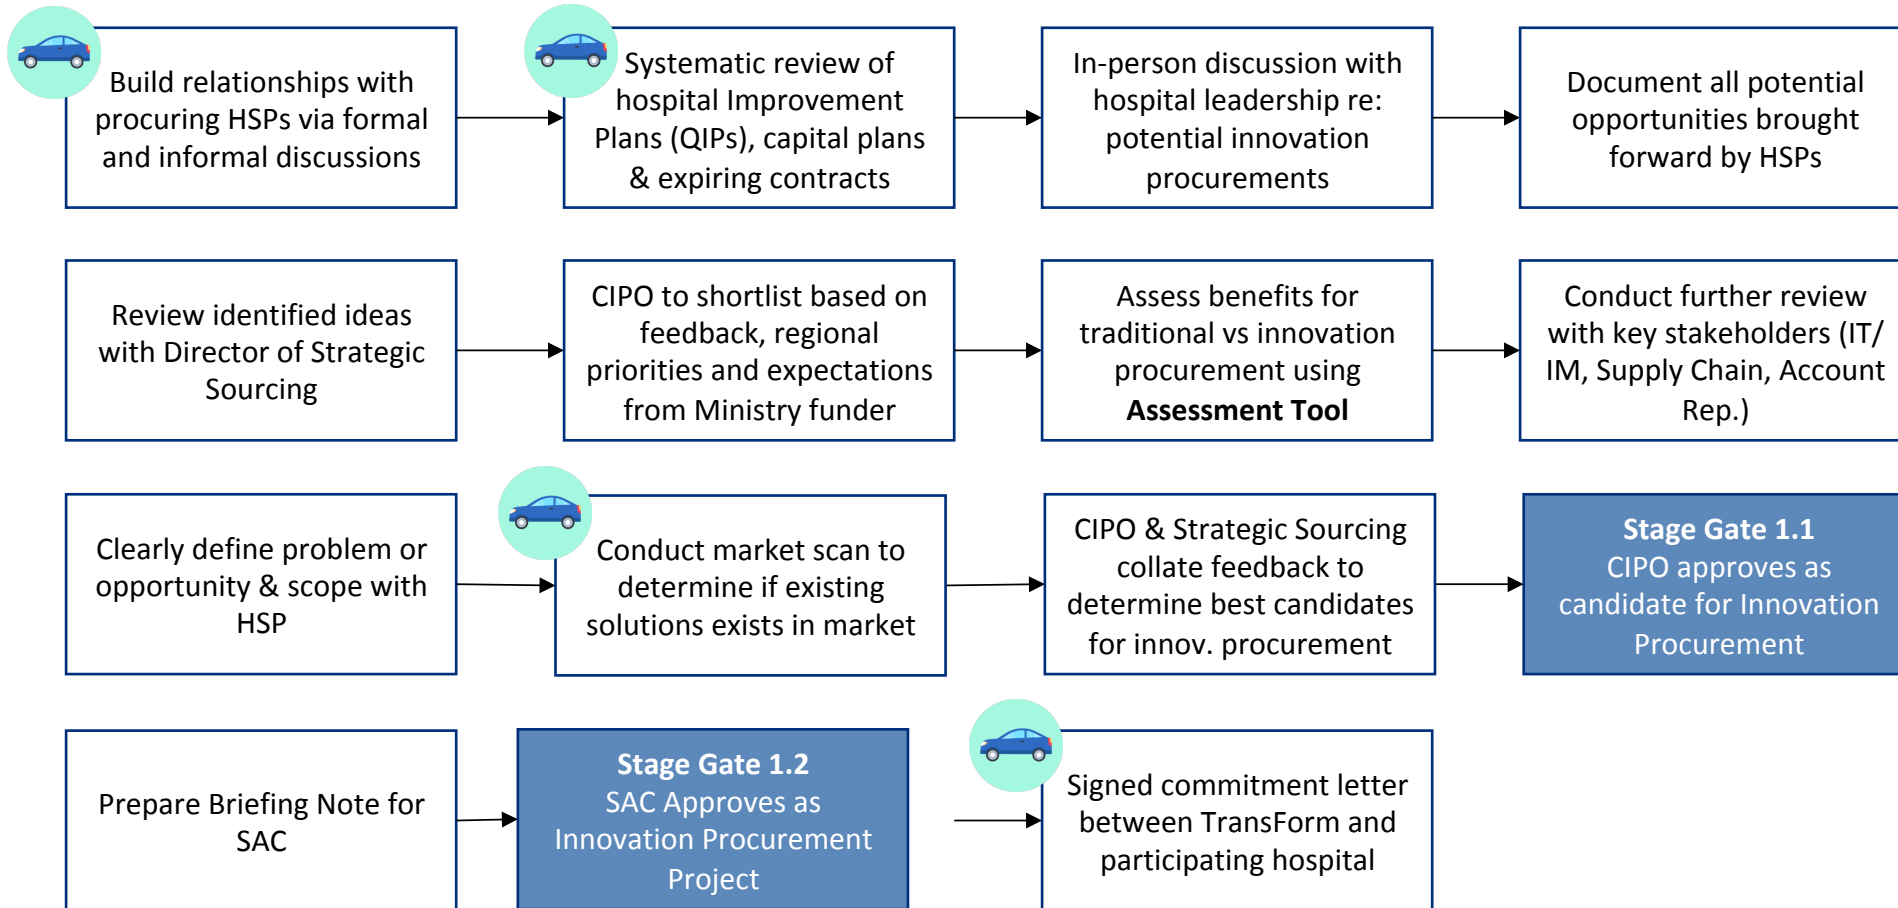 Build relationships with
procuring HSPs via formal
and informal discussions
Systematic review of
hospital Improvement
Plans (QIPs), capital plans
& expiring contracts
In-person discussion with
hospital leadership re:
potential innovation
procurements
Document all potential
opportunities brought
forward by HSPs
Review identified ideas
with Director of Strategic
Sourcing
CIPO to shortlist based on
feedback, regional
priorities and expectations
from Ministry funder
Assess benefits for
traditional vs innovation
procurement using
Assessment Tool
Conduct further review
with key stakeholders (IT/
IM, Supply Chain, Account
Rep.)
Clearly define problem or
opportunity & scope with
HSP
Conduct market scan to
determine if existing
solutions exists in market
CIPO & Strategic Sourcing
collate feedback to
determine best candidates
for innov. procurement
Stage Gate 1.1
CIPO approves as
candidate for Innovation
Procurement
Prepare Briefing Note for
SAC
Stage Gate 1.2
SAC Approves as
Innovation Procurement
Project
Signed commitment letter
between TransForm and
participating hospital